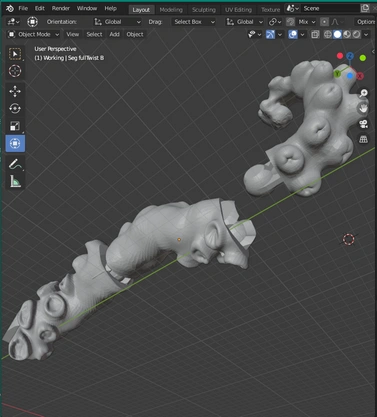 File Edit Render Window Help Layout Modeling Sculpting UV Editing Texture Scene
Orientation: Global Drag: Select Box Global Mix Option
Object Mode View Select Add Object
User Perspective
(1) Working | Seg fullTwist B